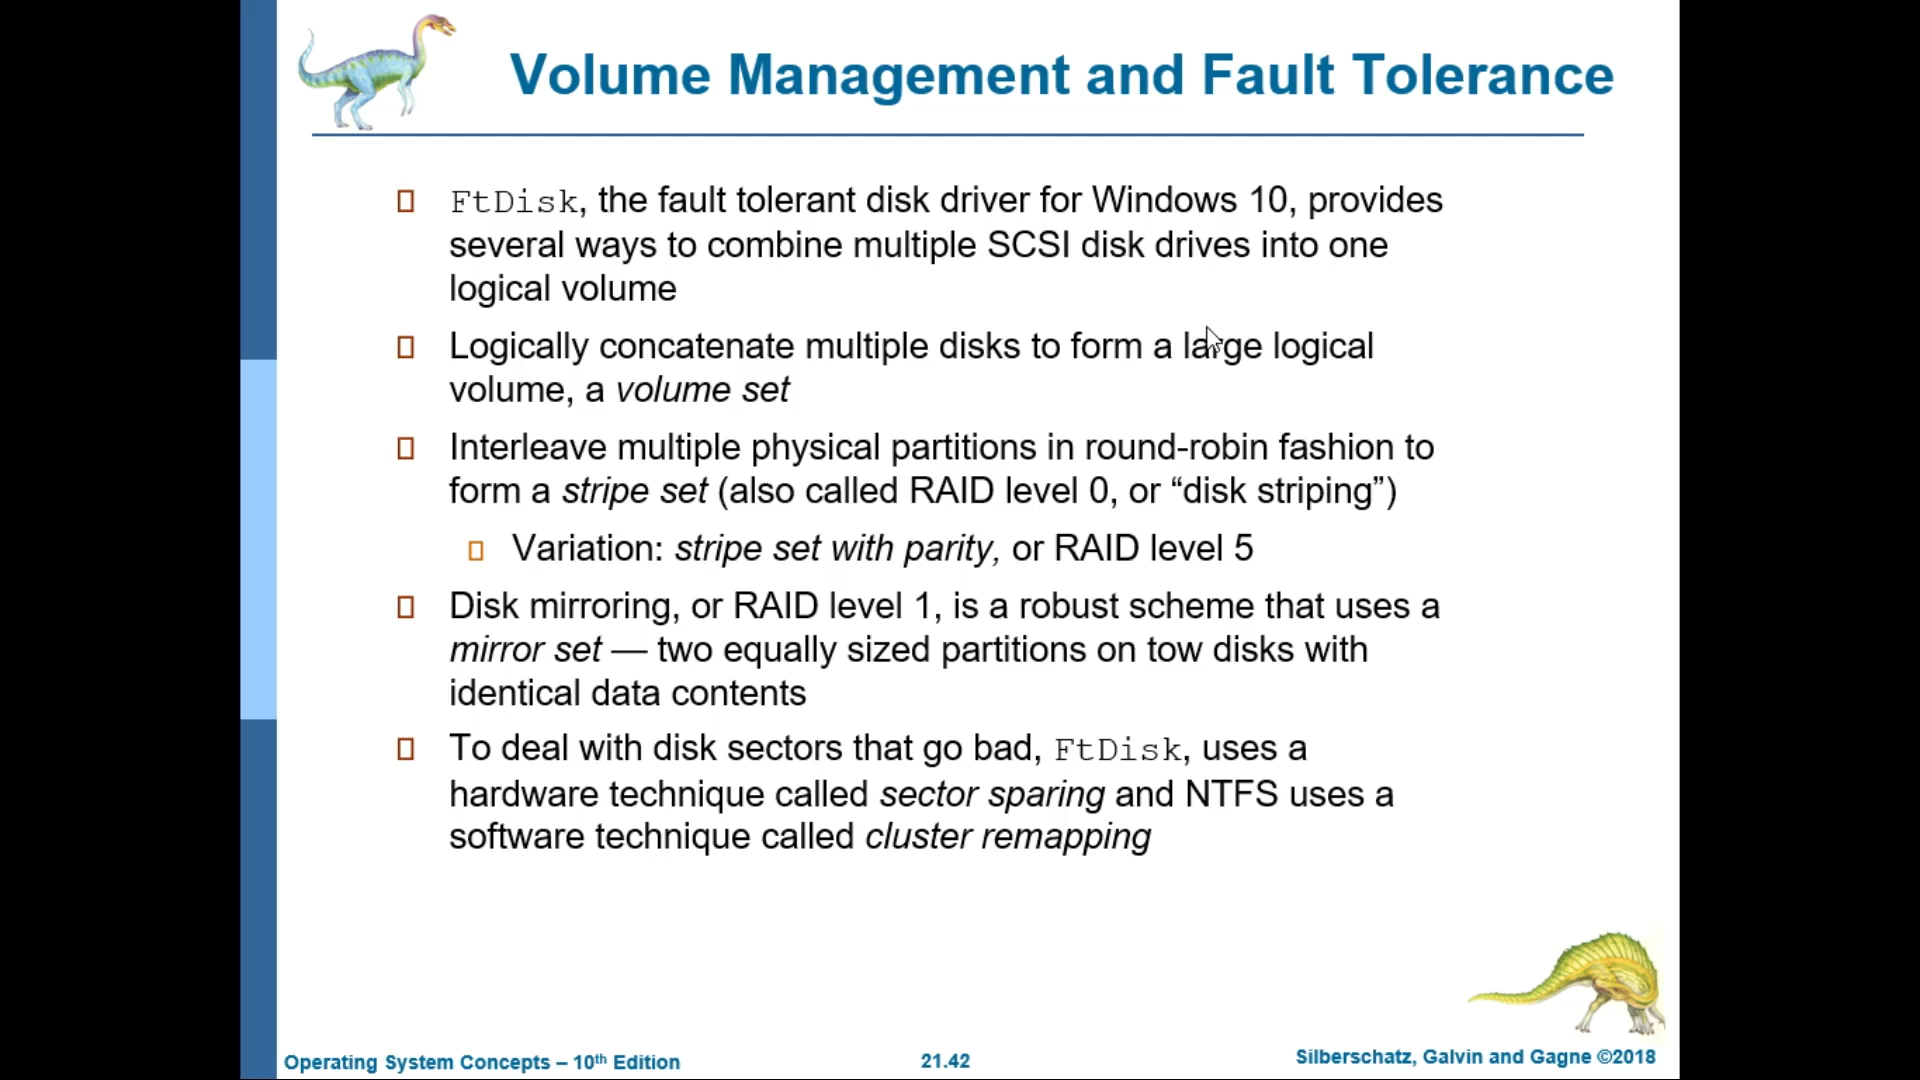 Volume Management and Fault Tolerance
FtDisk, the fault tolerant disk driver for Windows 10, provides
several ways to combine multiple SCSI disk drives into one
logical volume
Logically concatenate multiple disks to form a large logical
volume, a volume set
Interleave multiple physical partitions in round-robin fashion to
form a stripe set (also called RAID level 0, or “disk striping”)
Variation: stripe set with parity, or RAID level 5
Disk mirroring, or RAID level 1, is a robust scheme that uses a
mirror set — two equally sized partitions on tow disks with
identical data contents
To deal with disk sectors that go bad, FtDisk, uses a
hardware technique called sector sparing and NTFS uses a
software technique called cluster remapping
Operating System Concepts – 10th Edition
21.42
Silberschatz, Galvin and Gagne ©2018